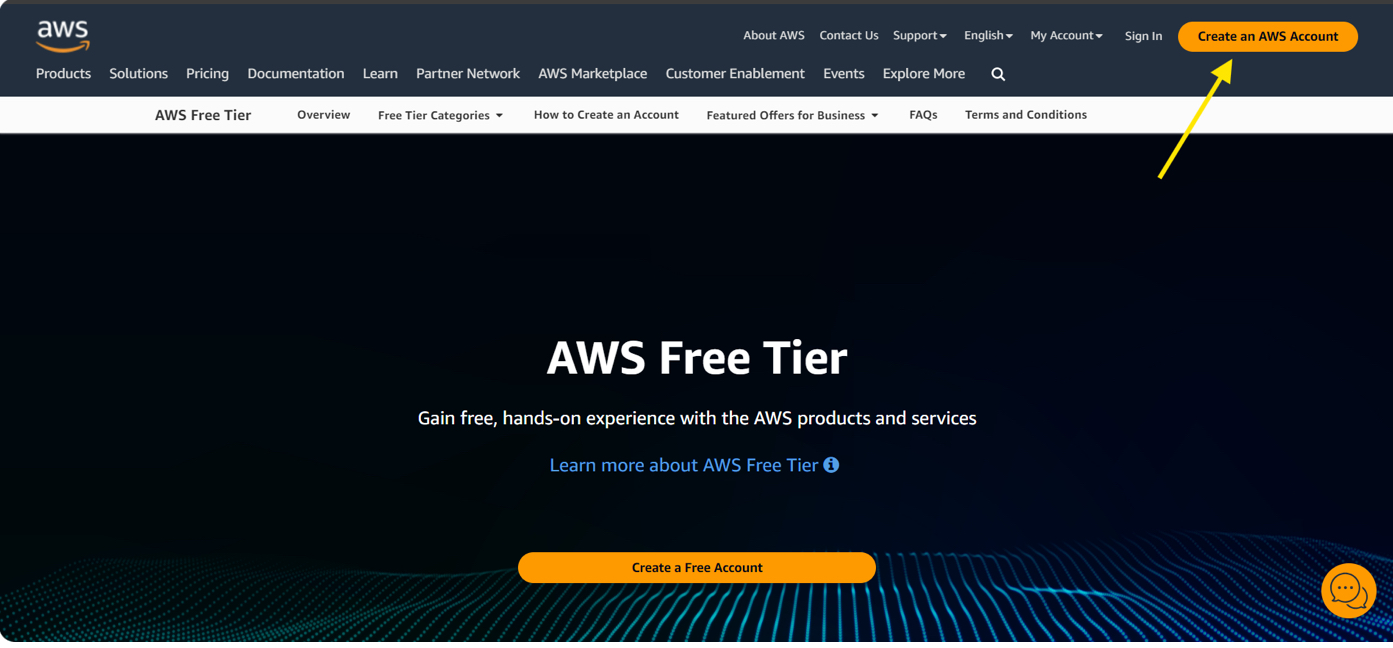 aws
About AWS Contact Us Support English My Account Sign In Create an AWS Account
Products Solutions Pricing Documentation Learn Partner Network AWS Marketplace Customer Enablement Events Explore More
AWS Free Tier Overview Free Tier Categories How to Create an Account Featured Offers for Business FAQs Terms and Conditions
AWS Free Tier
Gain free, hands-on experience with the AWS products and services
Learn more about AWS Free Tier
Create a Free Account